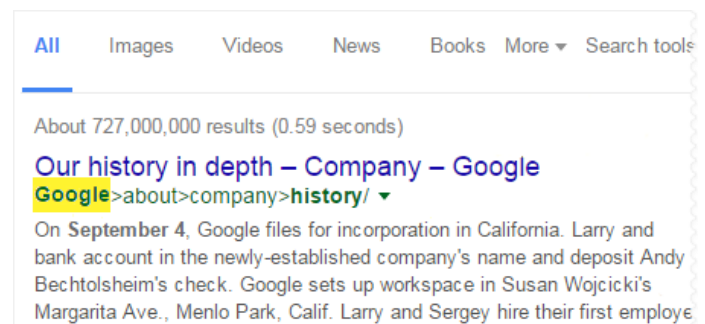 All Images Videos News Books More Search tools
About 727,000,000 results (0.59 seconds)
Our history in depth – Company – Google
Google>about>company>history/
On September 4, Google files for incorporation in California. Larry and
bank account in the newly-established company's name and deposit Andy
Bechtolsheim's check. Google sets up workspace in Susan Wojcicki's
Margarita Ave., Menlo Park, Calif. Larry and Sergey hire their first employe